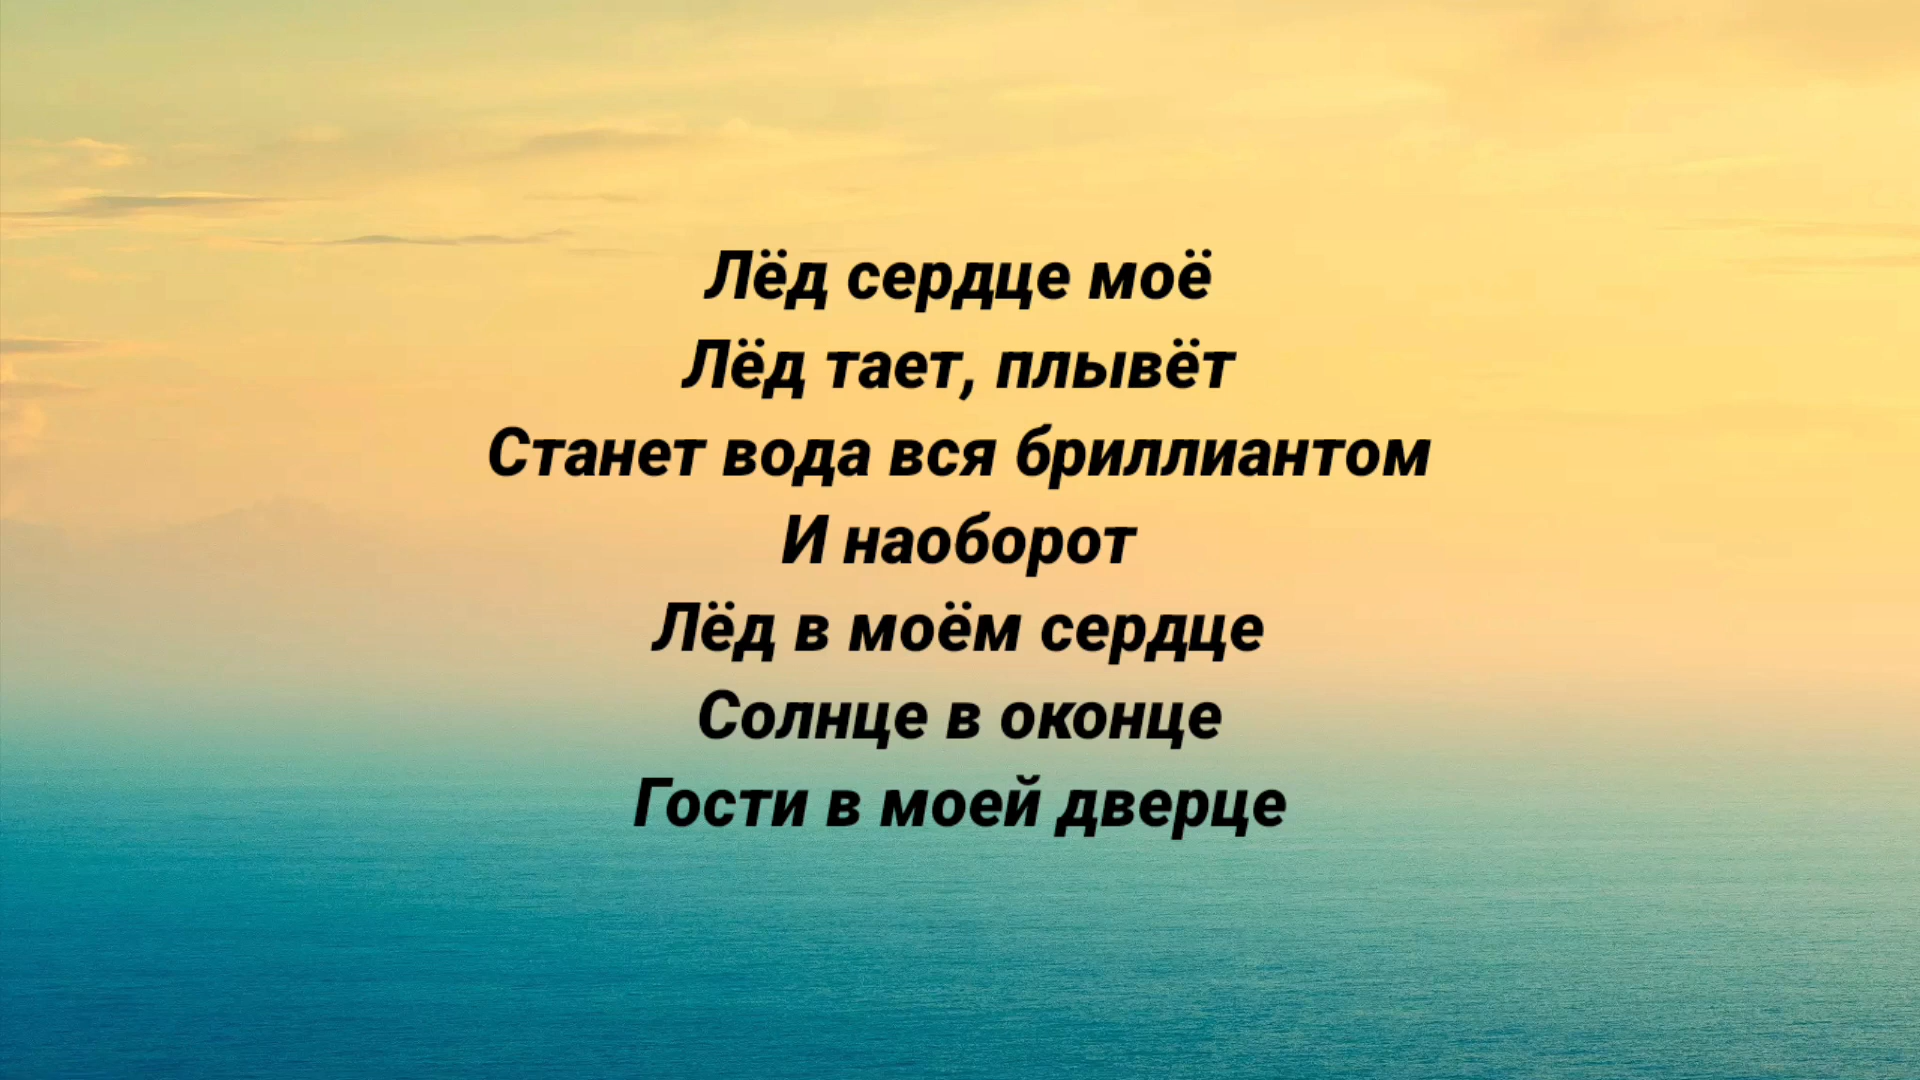 Лёд сердце моё
Лёд тает, плывёт
Станет вода вся бриллиантом
И наоборот
Лёд в моём сердце
Солнце в оконце
Гости в моей дверце